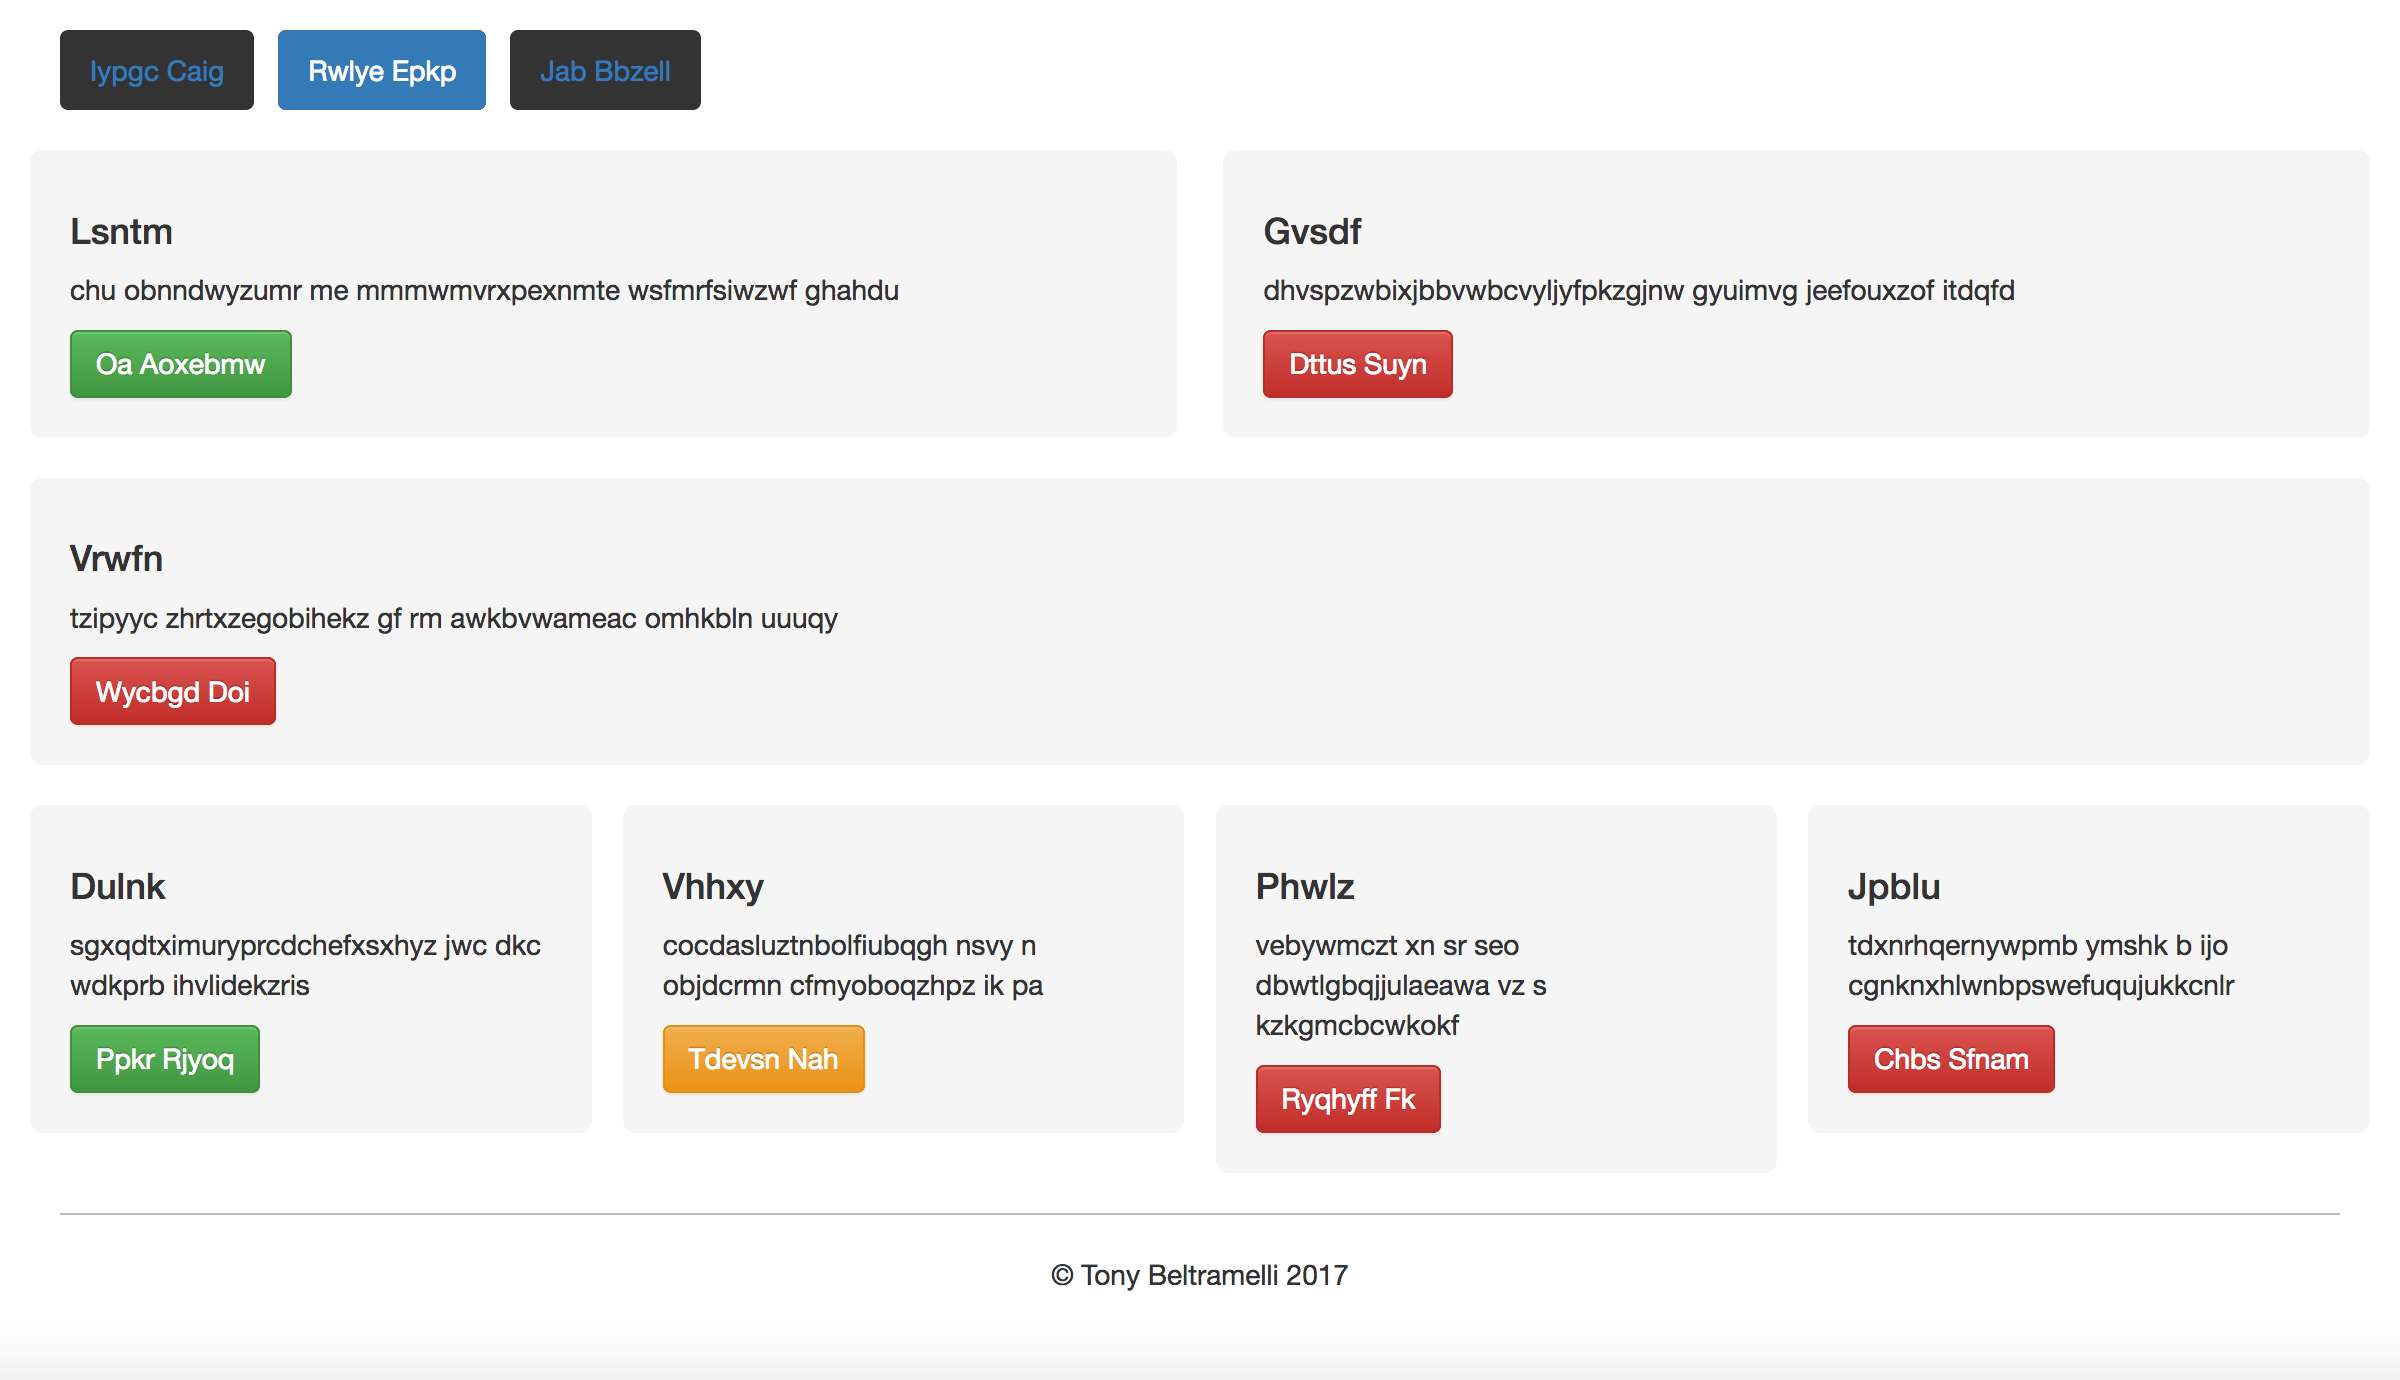 Iypgc Caig
Rwlye Epkp
Jab Bbzell
Lsntm
chu obnndwyzumr me mmmwmvrxpexnmte wsfmrfsiwzwf ghahdu
Oa Aoxebmw
Gvsdf
dhvspzwbixjbbvwbcvyljyfpkzgjnw gyuimvg jeefouxzof itdqfd
Dttus Suyn
Vrwfn
tzipyyc zhrtxzegobihekz gf rm awkbvwameac omhkbln uuuqy
Wycbgd Doi
Dulnk
sgxqdtximuryprcdchefxsxhyz jwc dkc
wdkprb ihvlidekzris
Ppkr Rjyoq
Vhhxy
cocdasluztnbolfiubqgh nsvy n
objdcrmn cfmyoboqzhpz ik pa
Tdevsn Nah
Phwlz
vebywmczt xn sr seo
dbwtlgbqjjulaeawa vz s
kzkgmcbcwkokf
Ryqhyff Fk
Jpblu
tdxnrhqernywpmb ymshk b ijo
cgnknxhlwnbpswefuqujukkcnlr
Chbs Sfnam
© Tony Beltramelli 2017